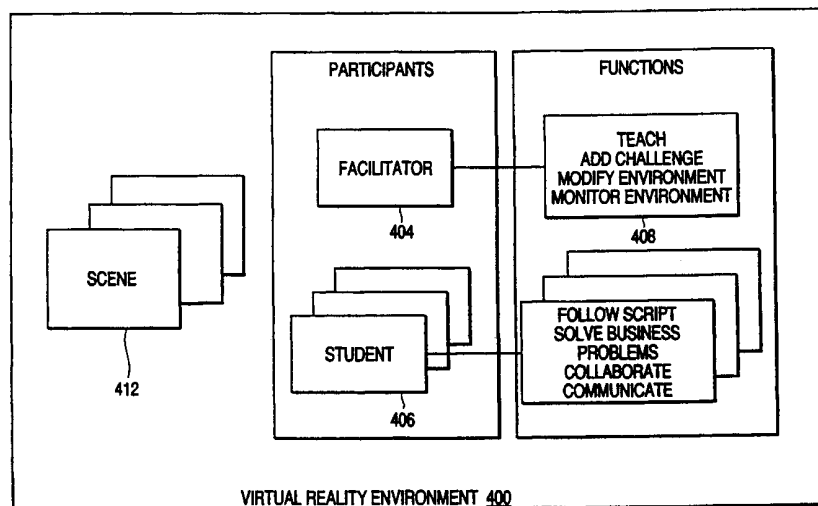 PARTICIPANTS
FUNCTIONS
FACILITATOR
404
TEACH
ADD CHALLENGE
MODIFY ENVIRONMENT
MONITOR ENVIRONMENT
408
SCENE
412
STUDENT
406
FOLLOW SCRIPT
SOLVE BUSINESS
PROBLEMS
COLLABORATE
COMMUNICATE
VIRTUAL REALITY ENVIRONMENT 400